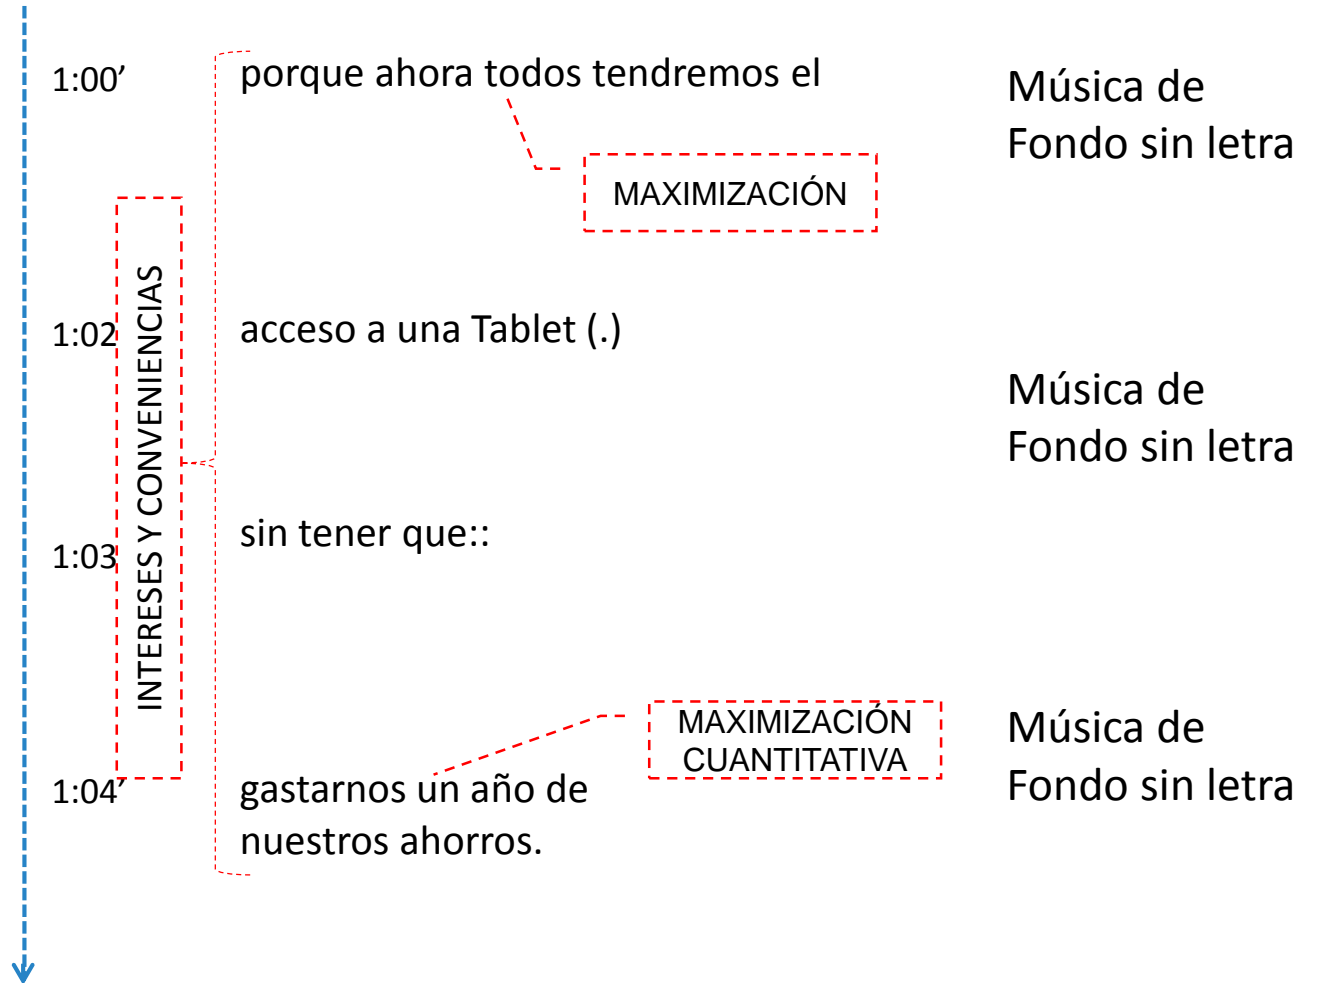 1:00’
porque ahora todos tendremos el
Música de
Fondo sin letra
MAXIMIZACIÓN
INTERESES Y CONVENIENCIAS
1:02
acceso a una Tablet (.)
Música de
Fondo sin letra
1:03
sin tener que::
MAXIMIZACIÓN
CUANTITATIVA
1:04’
gastarnos un año de
nuestros ahorros.
Música de
Fondo sin letra